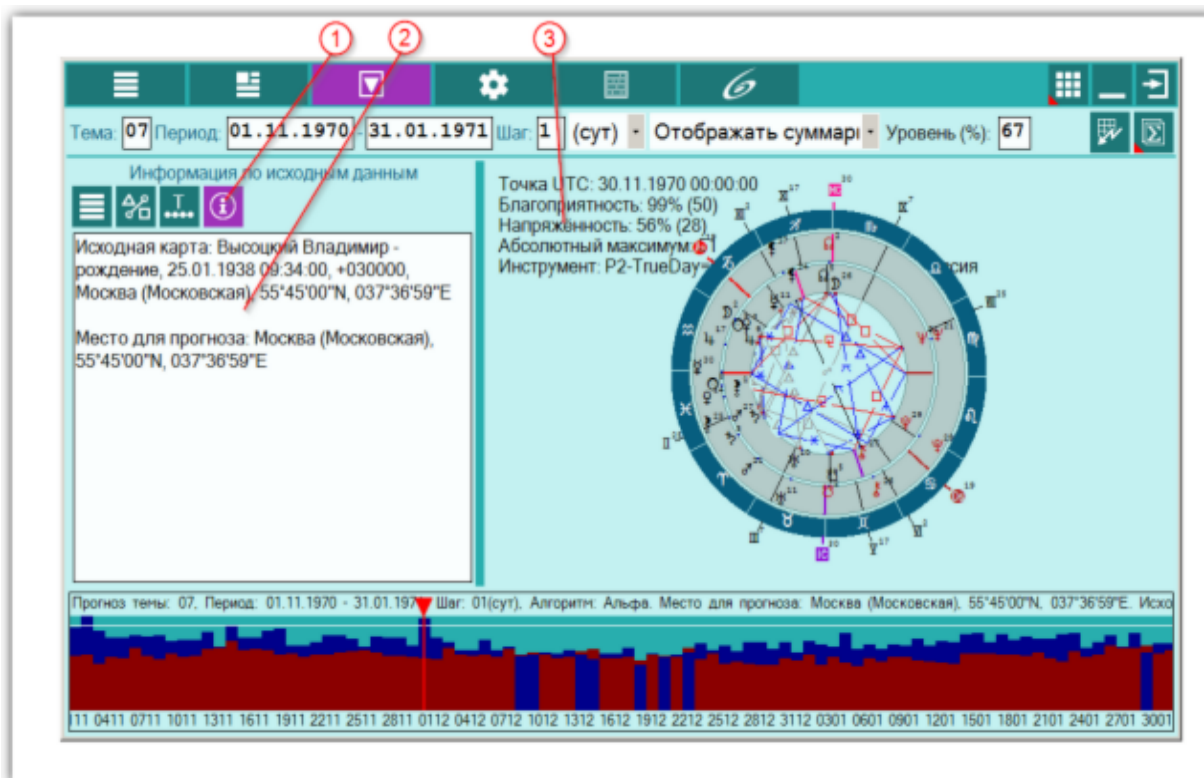 1 2 3
Тема: 07 Период: 01.11.1970 - 31.01.1971 Шаг: 1 (сут) Отображать суммарı Уровень (%): 67
Информация по исходным данным
Исходная карта: Высоцкий Владимир -
рождение, 25.01.1938 09:34:00, +030000,
Москва (Московская), 55°45'00"N, 037°36'59"E
Место для прогноза: Москва (Московская),
55°45'00"N, 037°36'59"E
Точка UTC: 30.11.1970 00:00:00
Благоприятность: 99% (50)
Напряженность: 56% (28)
Абсолютный максимум: 51
Инструмент: P2-TrueDay=
Прогноз темы: 07, Период: 01.11.1970 - 31.01.197 Шаг: 01(сут), Алгоритм: Альфа. Место для прогноза: Москва (Московская), 55°45'00"N, 037°36'59"E. Исхо
111 0411 0711 1011 1311 1611 1911 2211 2511 2811 0112 0412 0712 1012 1312 1612 1912 2212 2512 2812 3112 0301 0601 0901 1201 1501 1801 2101 2401 2701 3001